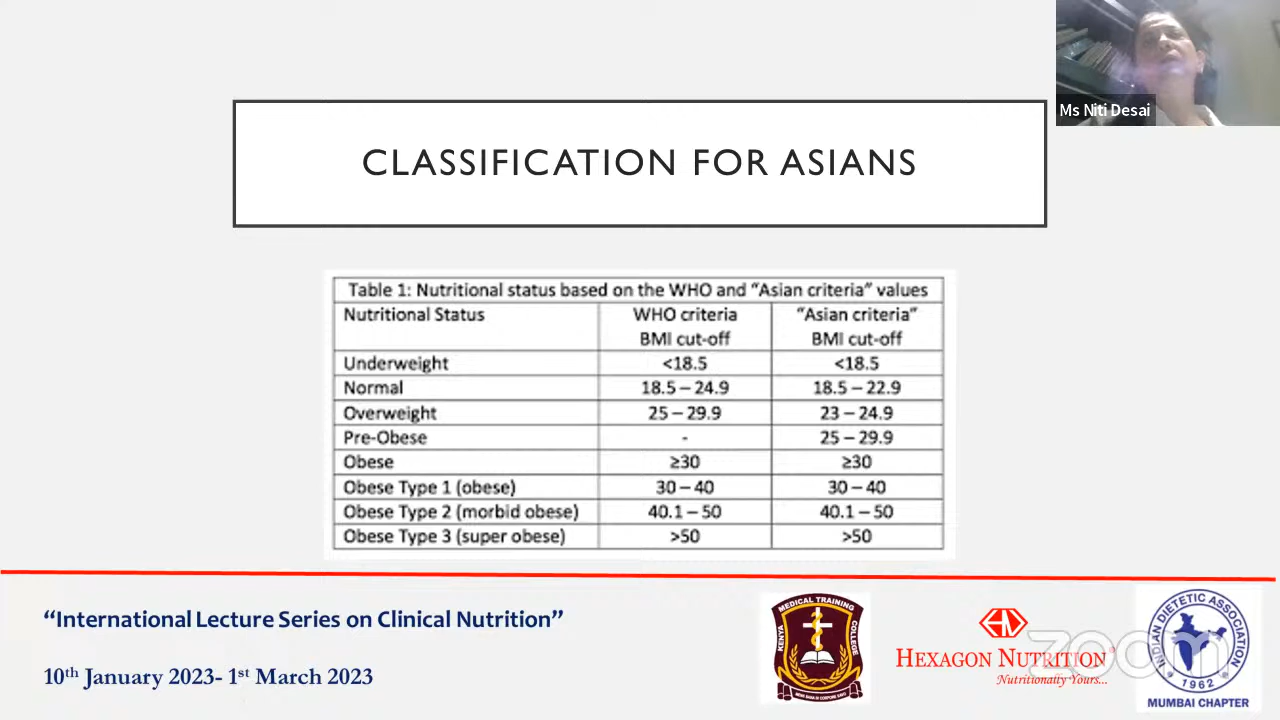 Ms Niti Desai
CLASSIFICATION FOR ASIANS
Table 1: Nutritional status based on the WHO and “Asian criteria” values
Nutritional Status WHO criteria BMI cut-off “Asian criteria” BMI cut-off
Underweight <18.5 <18.5
Normal 18.5 – 24.9 18.5 – 22.9
Overweight 25 – 29.9 23 – 24.9
Pre-Obese - 25 – 29.9
Obese ≥30 ≥30
Obese Type 1 (obese) 30 – 40 30 – 40
Obese Type 2 (morbid obese) 40.1 – 50 40.1 – 50
Obese Type 3 (super obese) >50 >50
“International Lecture Series on Clinical Nutrition”
10th January 2023- 1st March 2023
KENYA MEDICAL TRAINING COLLEGE
HEXAGON NUTRITION
Nutritionally Yours...
zoom
INDIAN DIETETIC ASSOCIATION
1962
MUMBAI CHAPTER